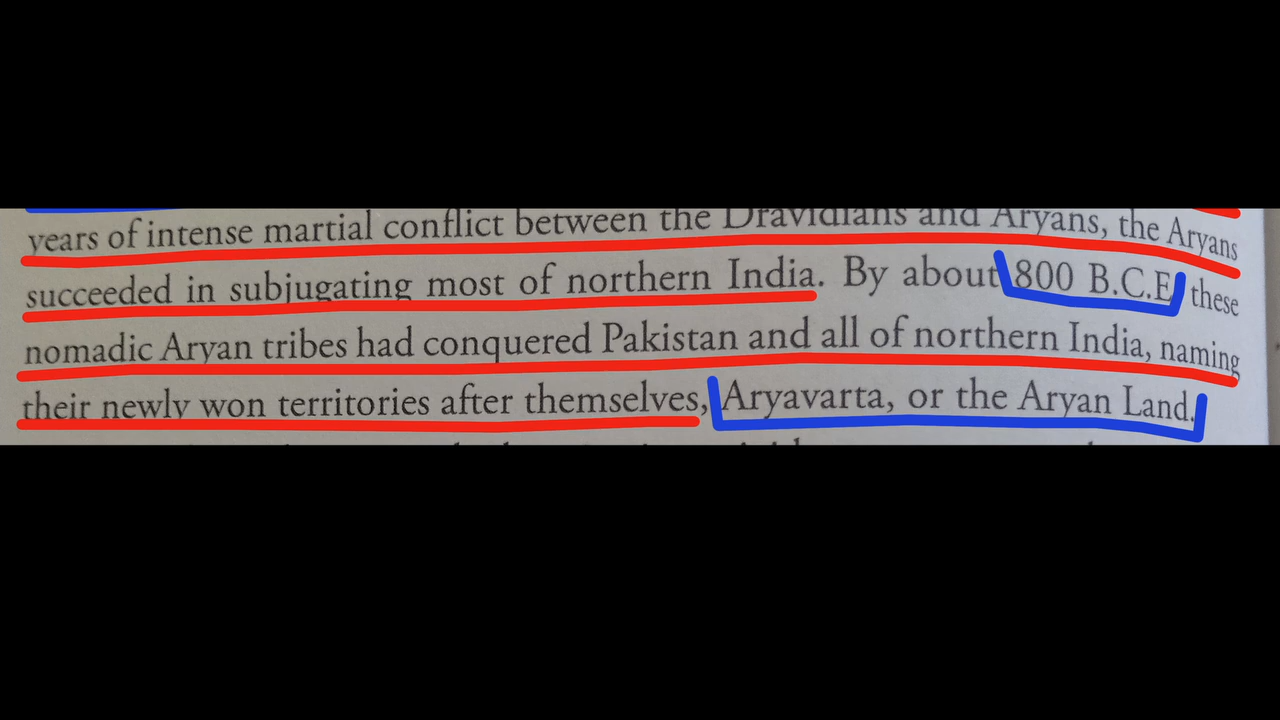 years of intense martial conflict between the Dravidians and Aryans, the Aryans
succeeded in subjugating most of northern India. By about 800 B.C.E these
nomadic Aryan tribes had conquered Pakistan and all of northern India, naming
their newly won territories after themselves, Aryavarta, or the Aryan Land.